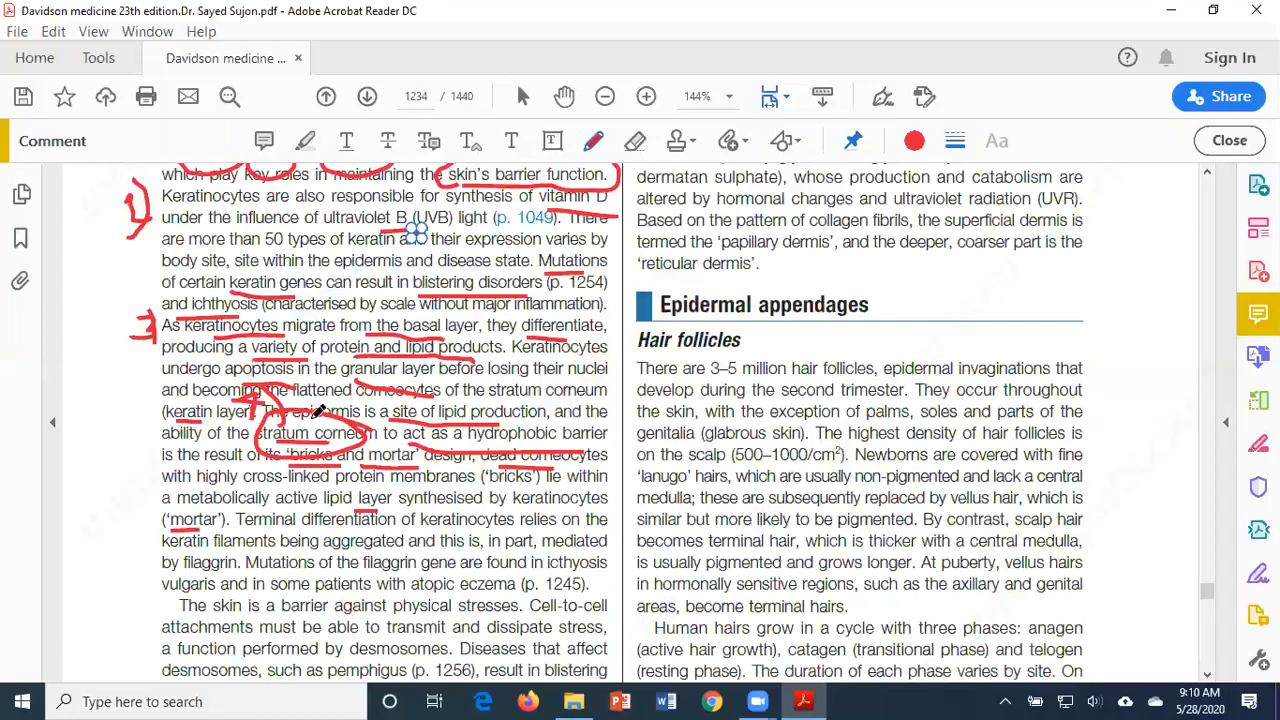 Davidson medicine 23th edition.Dr. Sayed Sujon.pdf - Adobe Acrobat Reader DC
File Edit View Window Help
Home Tools Davidson medicine ... × Sign In
1234 / 1440 144% Share
Comment Close
which play key roles in maintaining the skin's barrier function.
Keratinocytes are also responsible for synthesis of vitamin D
under the influence of ultraviolet B (UVB) light (p. 1049). There
are more than 50 types of keratin and their expression varies by
body site, site within the epidermis and disease state. Mutations
of certain keratin genes can result in blistering disorders (p. 1254)
and ichthyosis (characterised by scale without major inflammation).
As keratinocytes migrate from the basal layer, they differentiate,
producing a variety of protein and lipid products. Keratinocytes
undergo apoptosis in the granular layer before losing their nuclei
and becoming the flattened corneocytes of the stratum corneum
(keratin layer). The epidermis is a site of lipid production, and the
ability of the stratum corneum to act as a hydrophobic barrier
is the result of its 'bricks and mortar' design; dead corneocytes
with highly cross-linked protein membranes ('bricks') lie within
a metabolically active lipid layer synthesised by keratinocytes
('mortar'). Terminal differentiation of keratinocytes relies on the
keratin filaments being aggregated and this is, in part, mediated
by filaggrin. Mutations of the filaggrin gene are found in icthyosis
vulgaris and in some patients with atopic eczema (p. 1245).
The skin is a barrier against physical stresses. Cell-to-cell
attachments must be able to transmit and dissipate stress,
a function performed by desmosomes. Diseases that affect
desmosomes, such as pemphigus (p. 1256), result in blistering
dermatan sulphate), whose production and catabolism are
altered by hormonal changes and ultraviolet radiation (UVR).
Based on the pattern of collagen fibrils, the superficial dermis is
termed the 'papillary dermis', and the deeper, coarser part is the
'reticular dermis'.
Epidermal appendages
Hair follicles
There are 3–5 million hair follicles, epidermal invaginations that
develop during the second trimester. They occur throughout
the skin, with the exception of palms, soles and parts of the
genitalia (glabrous skin). The highest density of hair follicles is
on the scalp (500–1000/cm²). Newborns are covered with fine
'lanugo' hairs, which are usually non-pigmented and lack a central
medulla; these are subsequently replaced by vellus hair, which is
similar but more likely to be pigmented. By contrast, scalp hair
becomes terminal hair, which is thicker with a central medulla,
is usually pigmented and grows longer. At puberty, vellus hairs
in hormonally sensitive regions, such as the axillary and genital
areas, become terminal hairs.
Human hairs grow in a cycle with three phases: anagen
(active hair growth), catagen (transitional phase) and telogen
(resting phase). The duration of each phase varies by site. On
Type here to search
9:10 AM
5/28/2020